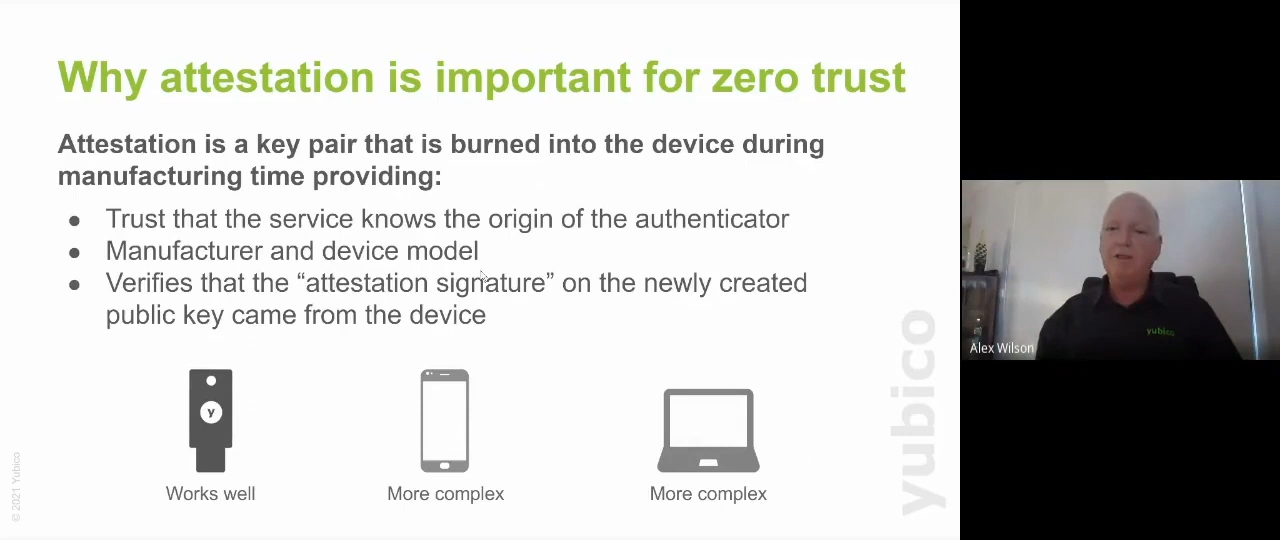 Why attestation is important for zero trust
Attestation is a key pair that is burned into the device during
manufacturing time providing:
● Trust that the service knows the origin of the authenticator
● Manufacturer and device model
● Verifies that the “attestation signature” on the newly created
public key came from the device
y
Works well
More complex
More complex
© 2021 Yubico
yubico
yubico
Alex Wilson